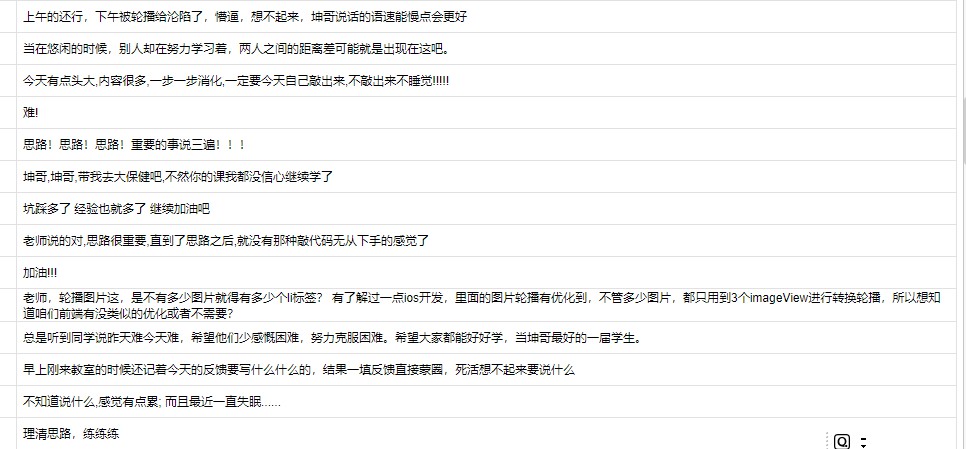 上午的还行，下午被轮播给沦陷了，懵逼，想不起来，坤哥说话的语速能慢点会更好
当在悠闲的时候，别人却在努力学习着，两人之间的距离差可能就是出现在这吧。
今天有点头大,内容很多,一步一步消化,一定要今天自己敲出来,不敲出来不睡觉!!!!!
难!
思路！思路！思路！重要的事说三遍！！！
坤哥,坤哥,带我去大保健吧,不然你的课我都没信心继续学了
坑踩多了 经验也就多了 继续加油吧
老师说的对,思路很重要,直到了思路之后,就没有那种敲代码无从下手的感觉了
加油!!!
老师，轮播图片这，是不有多少图片就得有多少个li标签？ 有了解过一点ios开发，里面的图片轮播有优化到，不管多少图片，都只用到3个imageView进行转换轮播，所以想知
道咱们前端有没类似的优化或者不需要？
总是听到同学说昨天难今天难，希望他们少感慨困难，努力克服困难。希望大家都能好好学，当坤哥最好的一届学生。
早上刚来教室的时候还记着今天的反馈要写什么什么的，结果一填反馈直接蒙圈，死活想不起来要说什么
不知道说什么,感觉有点累; 而且最近一直失眠……
理清思路，练练练